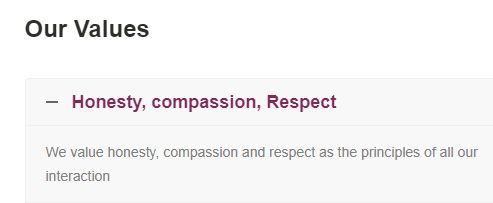 Our Values
Honesty, compassion, Respect
We value honesty, compassion and respect as the principles of all our
interaction